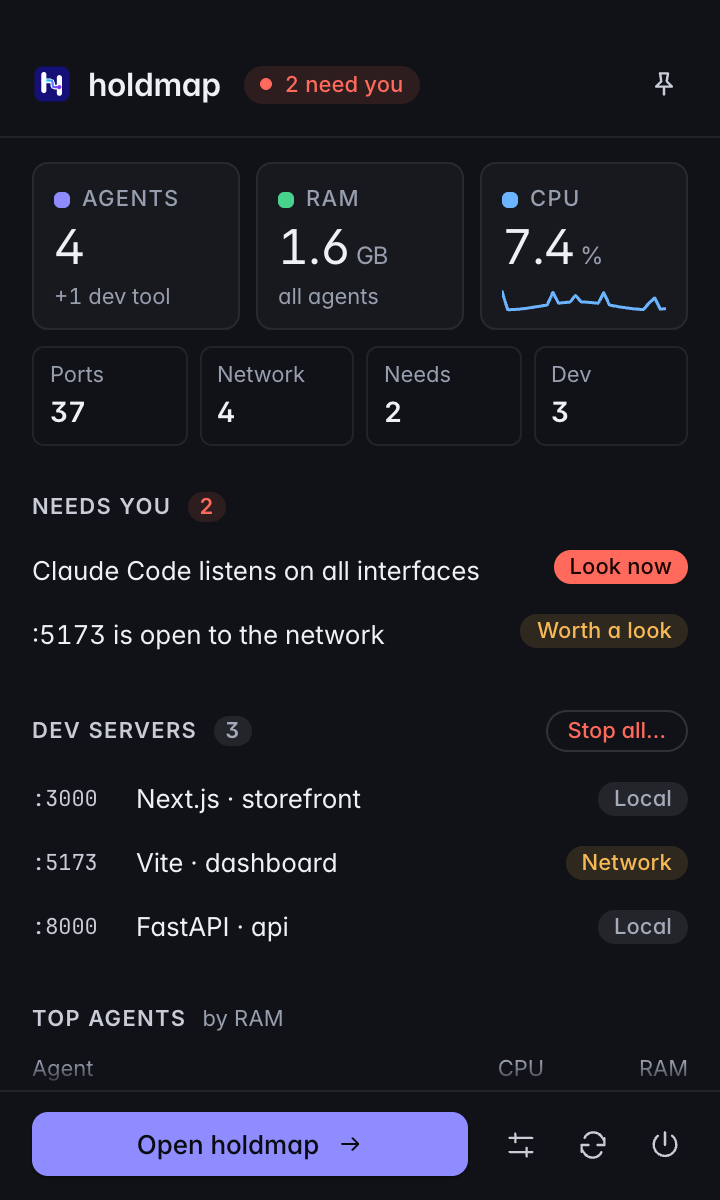 holdmap
2 need you
AGENTS
4
+1 dev tool
RAM
1.6 GB
all agents
CPU
7.4 %
Ports
37
Network
4
Needs
2
Dev
3
NEEDS YOU 2
Claude Code listens on all interfaces Look now
:5173 is open to the network Worth a look
DEV SERVERS 3 Stop all...
:3000 Next.js · storefront Local
:5173 Vite · dashboard Network
:8000 FastAPI · api Local
TOP AGENTS by RAM
Agent CPU RAM
Open holdmap →